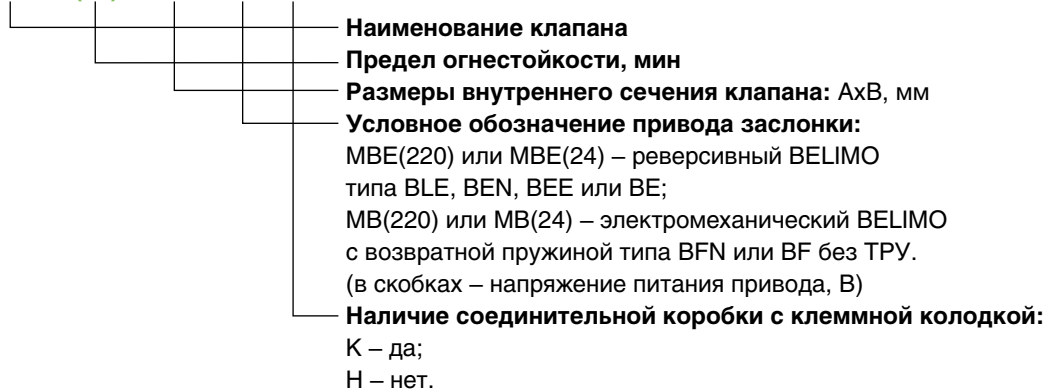 Наименование клапана
Предел огнестойкости, мин
Размеры внутреннего сечения клапана: АхВ, мм
Условное обозначение привода заслонки:
MBE(220) или MBE(24) – реверсивный BELIMO
типа BLE, BEN, BEE или BE;
MB(220) или MB(24) – электромеханический BELIMO
с возвратной пружиной типа BFN или BF без ТРУ.
(в скобках – напряжение питания привода, В)
Наличие соединительной коробки с клеммной колодкой:
К – да;
Н – нет.